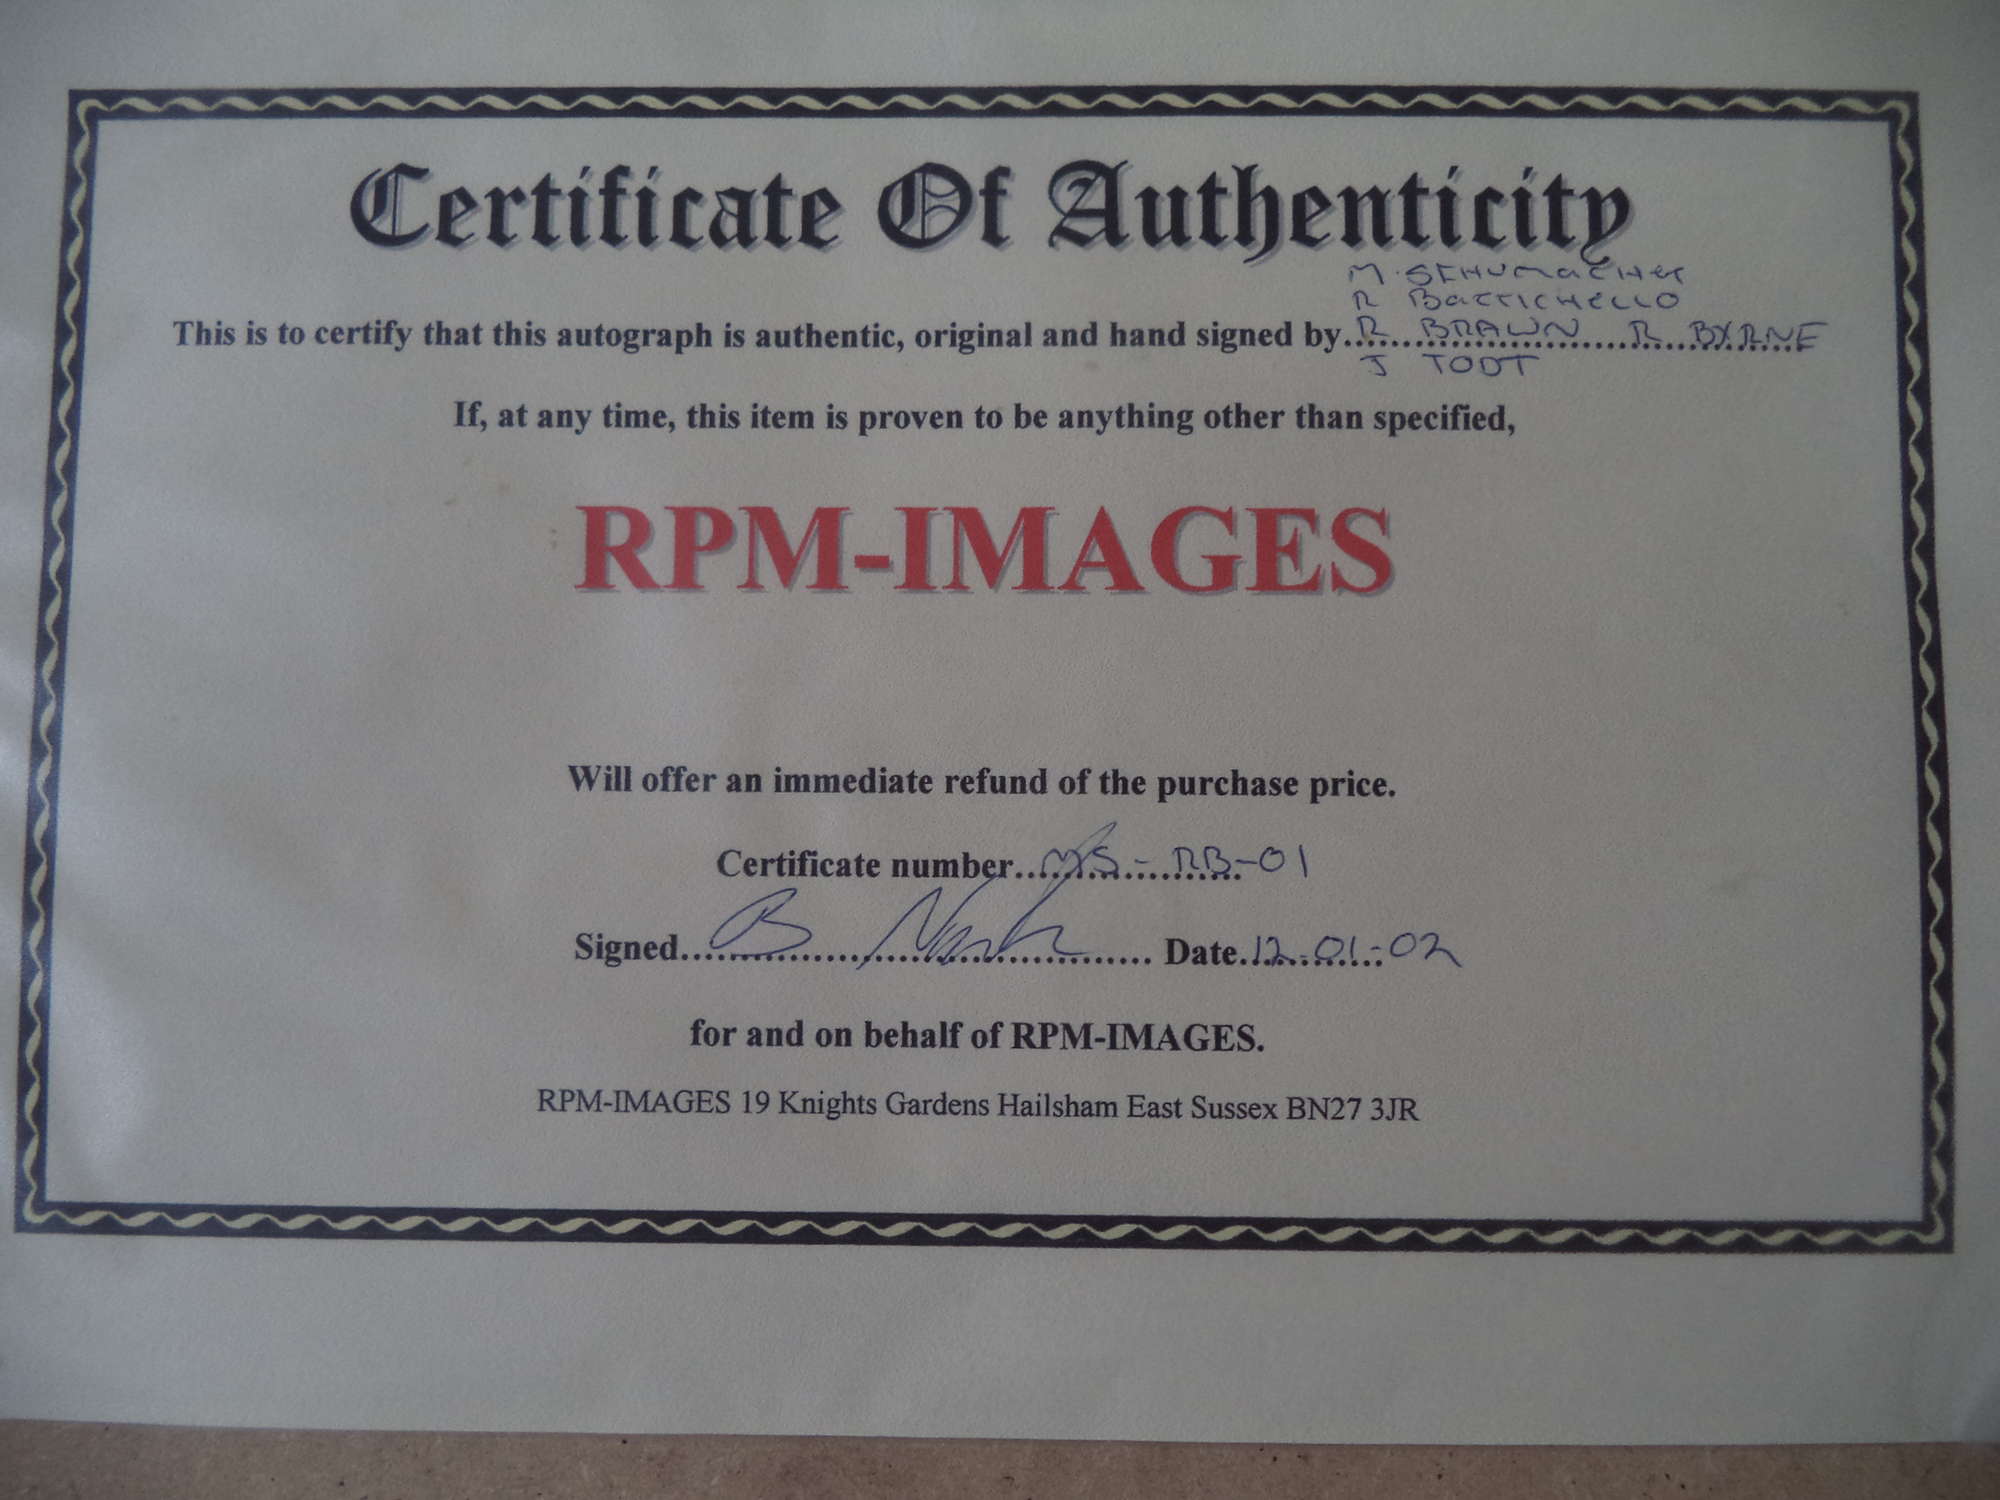 Certificate Of Authenticity
M. SCHUMACHER
R BARRICHELLO
This is to certify that this autograph is authentic, original and hand signed by..R BRAWN R BYRNE
J TODT
If, at any time, this item is proven to be anything other than specified,
RPM-IMAGES
Will offer an immediate refund of the purchase price.
Certificate number...MS-RB-01
Signed...B Nash... Date.12-01-02
for and on behalf of RPM-IMAGES.
RPM-IMAGES 19 Knights Gardens Hailsham East Sussex BN27 3JR